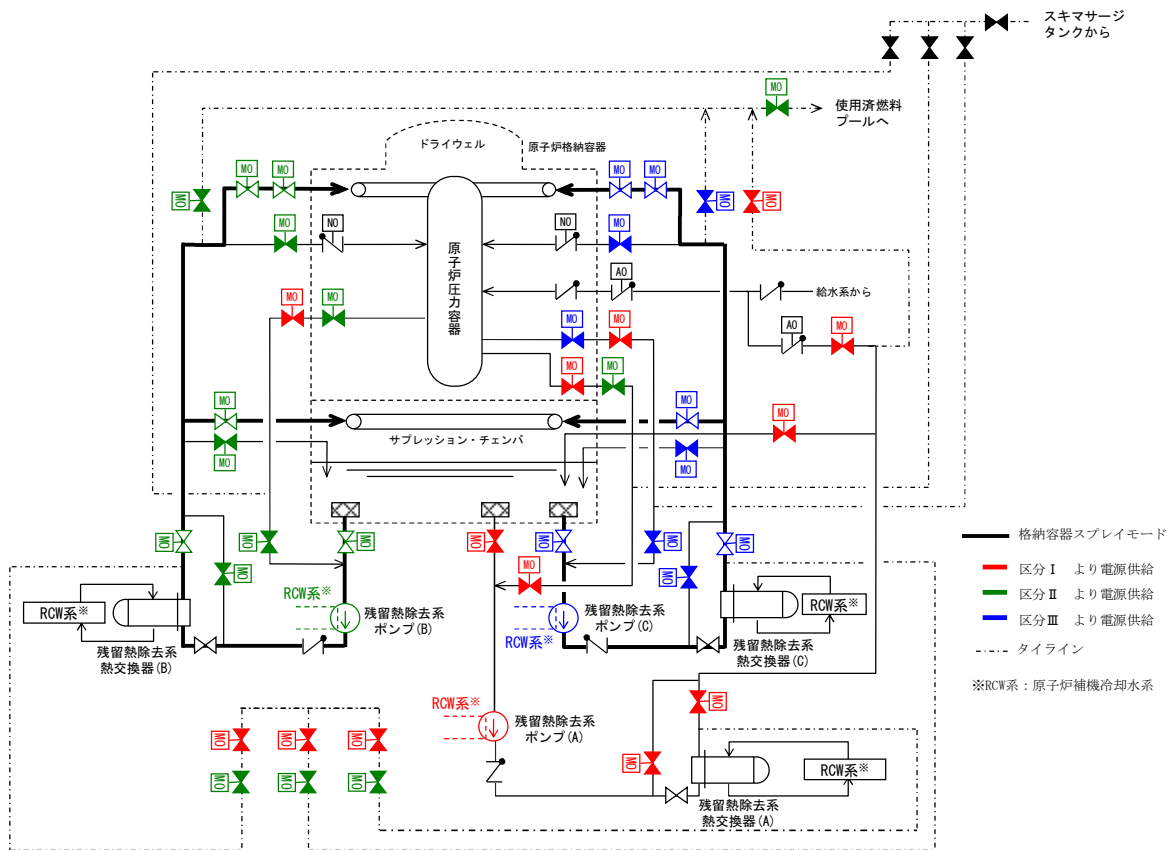 スキマサージ
タンクから
MO
使用済燃料
プールへ
ドライウェル
原子炉格納容器
MO
MO
MO
MO
MO
MO
MO
MO
NO
NO
MO
原子炉圧力容器
AO
給水系から
MO
MO
MO
MO
AO
MO
MO
MO
MO
MO
MO
サプレッション・チェンバ
MO
MO
MO
MO
MO
MO
MO
MO
MO
MO
MO
MO
格納容器スプレイモード
区分Ⅰ より電源供給
区分Ⅱ より電源供給
区分Ⅲ より電源供給
タイライン
※RCW系：原子炉補機冷却水系
RCW系※
RCW系※
残留熱除去系
ポンプ(B)
残留熱除去系
ポンプ(C)
RCW系※
RCW系※
残留熱除去系
熱交換器(B)
残留熱除去系
熱交換器(C)
RCW系※
残留熱除去系
ポンプ(A)
MO
MO
MO
MO
MO
MO
MO
MO
RCW系※
残留熱除去系
熱交換器(A)